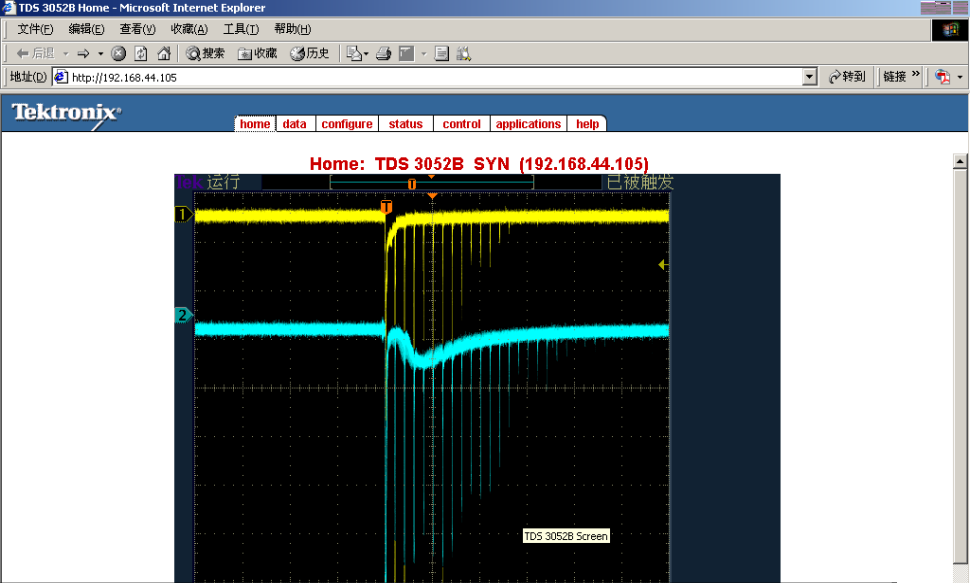 TDS 3052B Home - Microsoft Internet Explorer
文件(F) 编辑(E) 查看(V) 收藏(A) 工具(T) 帮助(H)
后退 搜索 收藏 历史
地址(D) http://192.168.44.105 转到 链接 »
Tektronix
home data configure status control applications help
Home: TDS 3052B SYN (192.168.44.105)
Tek 运行 T 已被触发
T
1
2
TDS 3052B Screen